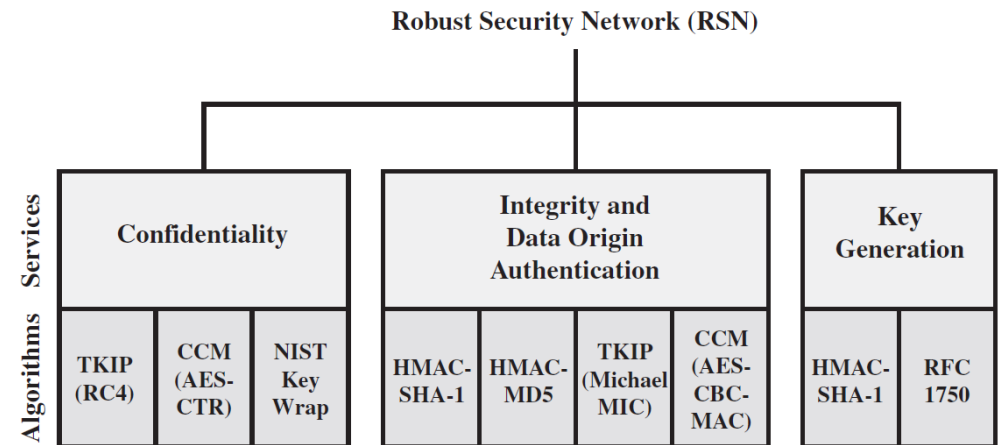 Robust Security Network (RSN)
Services
Confidentiality
Integrity and
Data Origin
Authentication
Key
Generation
Algorithms
TKIP
(RC4)
CCM
(AES-
CTR)
NIST
Key
Wrap
HMAC-
SHA-1
HMAC-
MD5
TKIP
(Michael
MIC)
CCM
(AES-
CBC-
MAC)
HMAC-
SHA-1
RFC
1750